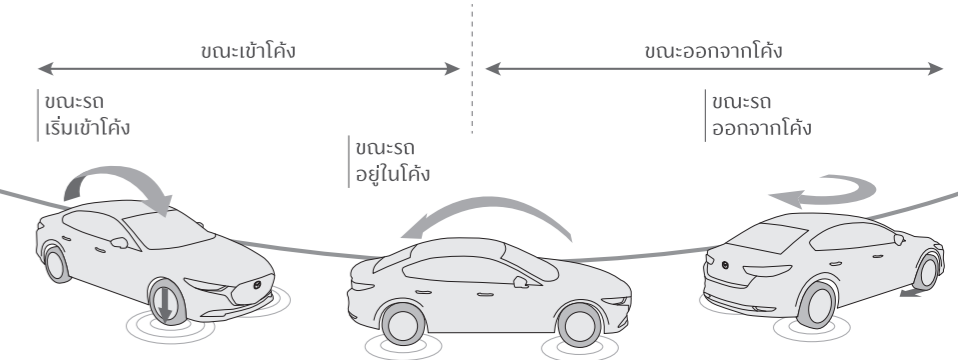 ขณะเข้าโค้ง
ขณะออกจากโค้ง
ขณะรถ
เริ่มเข้าโค้ง
ขณะรถ
อยู่ในโค้ง
ขณะรถ
ออกจากโค้ง